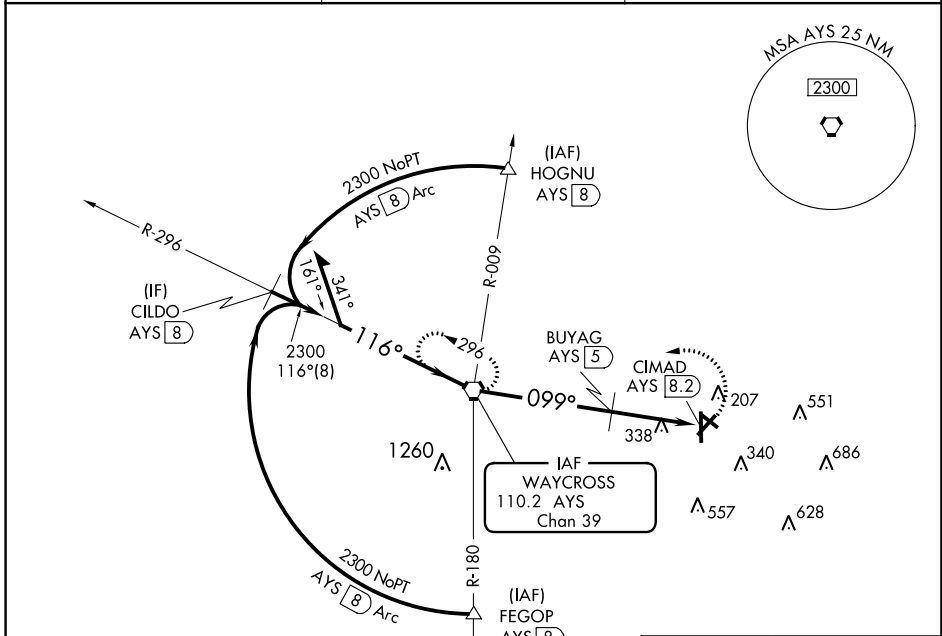 MSA AYS 25 NM
2300
(IAF)
HOGNU
AYS 8
2300 NoPT
AYS 8 Arc
R-296
R-009
(IF)
CILDO
AYS 8
161°
341°
2300
116°(8)
116°
296
BUYAG
AYS 5
CIMAD
AYS 8.2
099°
207
551
338
340
686
1260
IAF
WAYCROSS
110.2 AYS
Chan 39
557
628
R-180
2300 NoPT
AYS 8 Arc
(IAF)
FEGOP
AYS 8